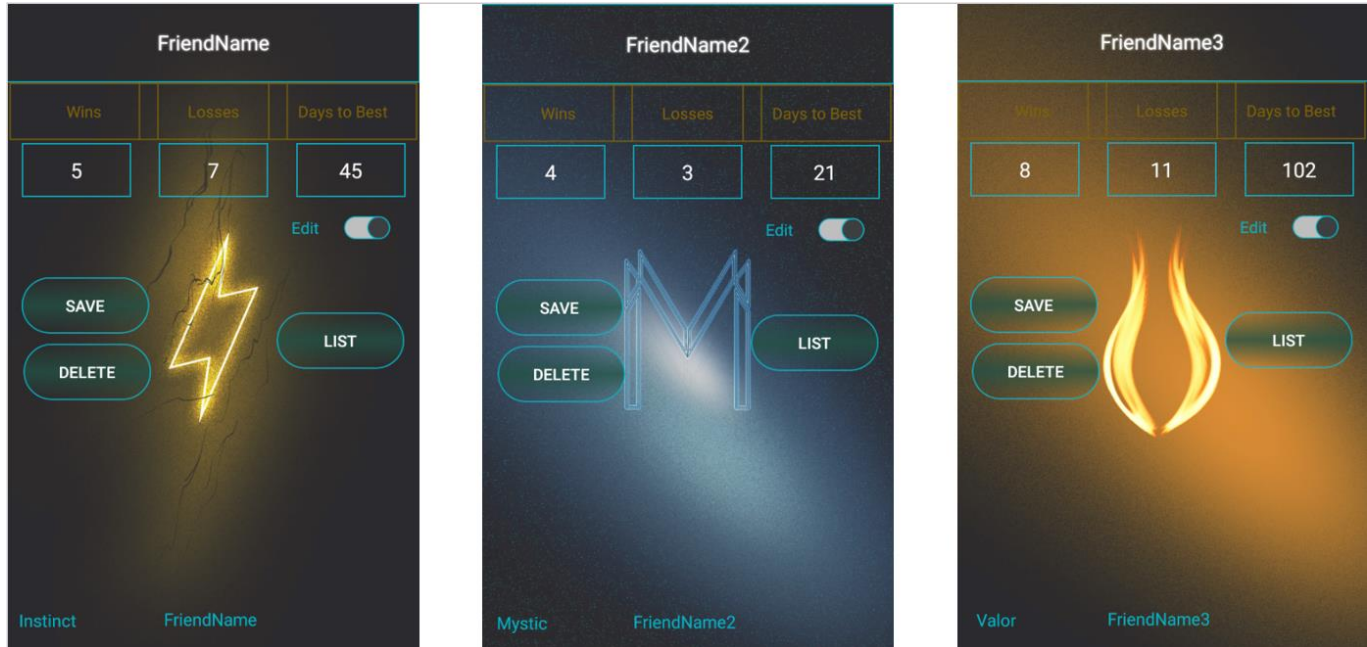 FriendName
Wins Losses Days to Best
5 7 45
Edit
SAVE
LIST
DELETE
Instinct FriendName
FriendName2
Wins Losses Days to Best
4 3 21
Edit
SAVE
LIST
DELETE
Mystic FriendName2
FriendName3
Wins Losses Days to Best
8 11 102
Edit
SAVE
LIST
DELETE
Valor FriendName3